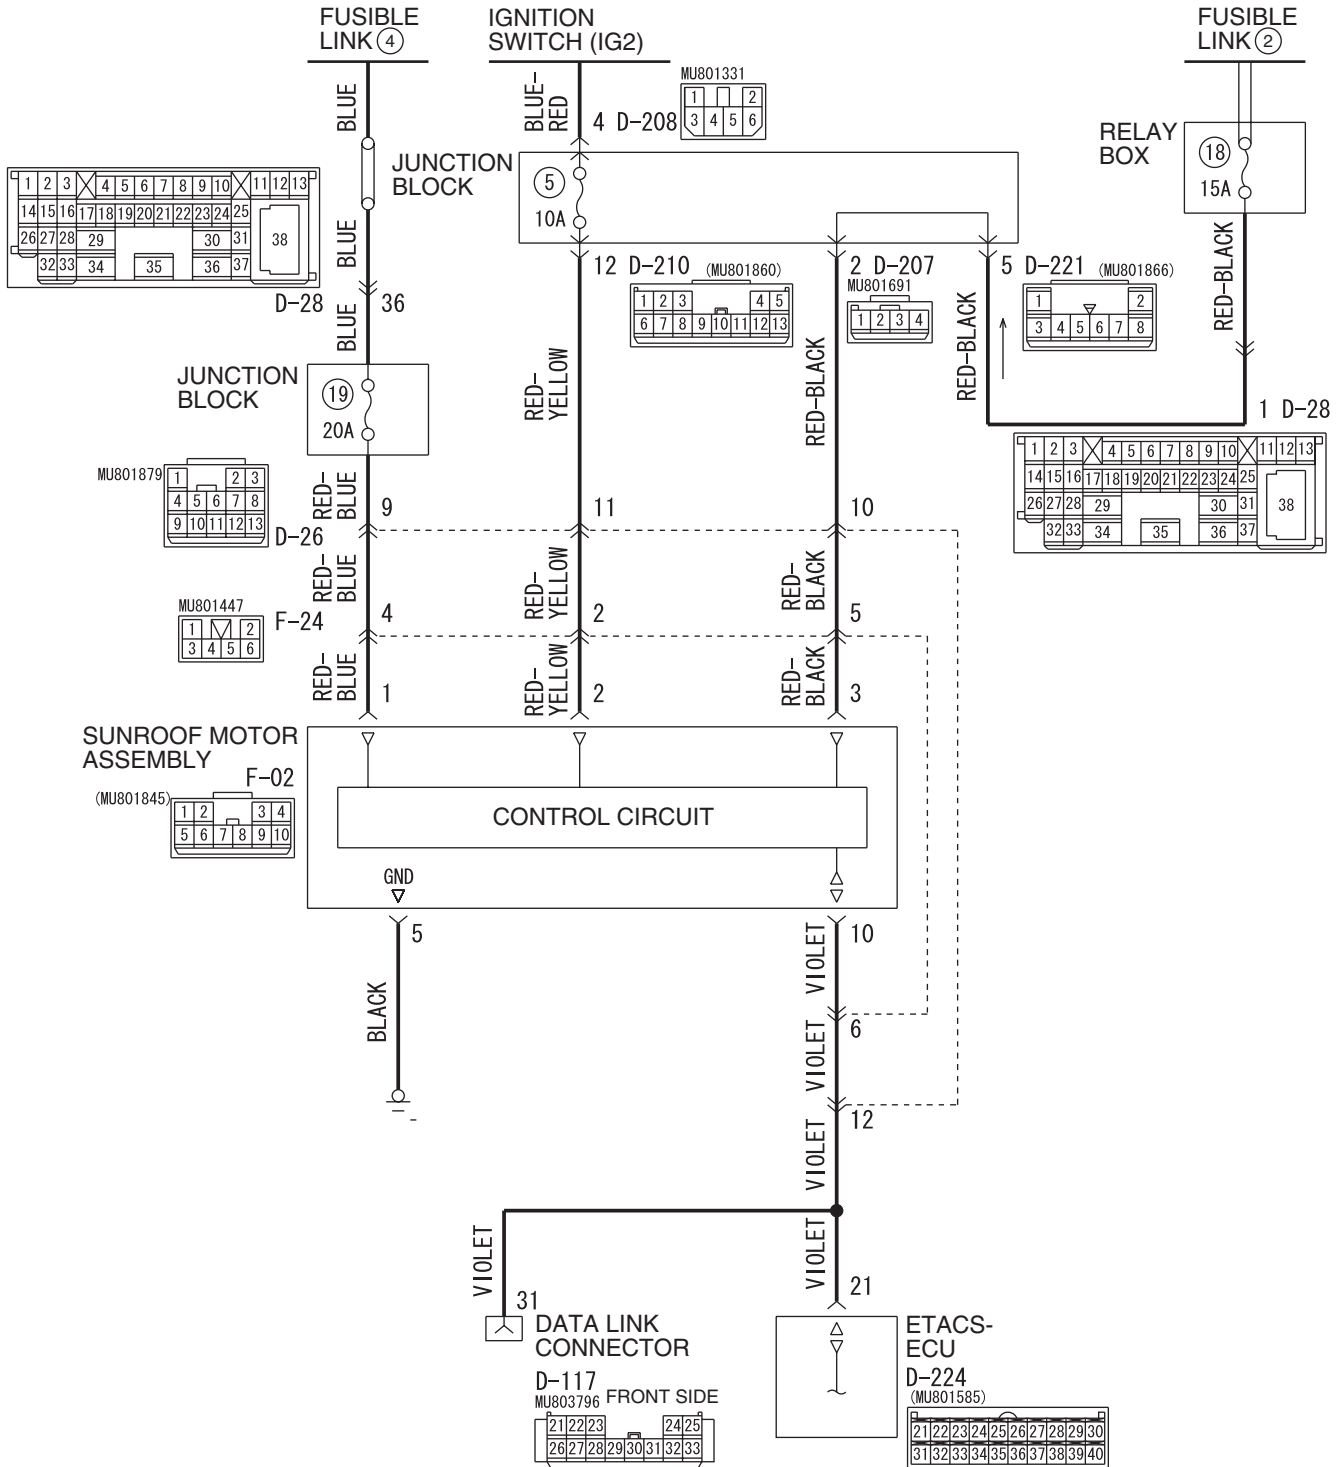 FUSIBLE
LINK ④
IGNITION
SWITCH (IG2)
FUSIBLE
LINK ②
BLUE
BLUE-
RED
4 D-208
MU801331
1 2
3 4 5 6
RELAY
BOX
⑱
15A
JUNCTION
BLOCK
⑤
10A
1 2 3 4 5 6 7 8 9 10 11 12 13
14 15 16 17 18 19 20 21 22 23 24 25
26 27 28 29 30 31 38
32 33 34 35 36 37
BLUE
D-28 36
BLUE
12 D-210 (MU801860)
1 2 3 4 5
6 7 8 9 10 11 12 13
2 D-207
MU801691
1 2 3 4
5 D-221 (MU801866)
1 2
3 4 5 6 7 8
RED-BLACK
RED-BLACK
RED-BLACK
RED-
YELLOW
1 D-28
1 2 3 4 5 6 7 8 9 10 11 12 13
14 15 16 17 18 19 20 21 22 23 24 25
26 27 28 29 30 31 38
32 33 34 35 36 37
JUNCTION
BLOCK
⑲
20A
MU801879
1 2 3
4 5 6 7 8
9 10 11 12 13
D-26
RED-
BLUE
9
11
10
RED-
BLUE
RED-
YELLOW
RED-
BLACK
MU801447
1 2
3 4 5 6
F-24
4
2
5
RED-
BLUE
RED-
YELLOW
RED-
BLACK
1
2
3
SUNROOF MOTOR
ASSEMBLY
F-02
(MU801845)
1 2 3 4
5 6 7 8 9 10
CONTROL CIRCUIT
GND
5
10
BLACK
VIOLET
6
VIOLET
12
VIOLET
VIOLET
VIOLET
31
21
DATA LINK
CONNECTOR
D-117
MU803796 FRONT SIDE
21 22 23 24 25
26 27 28 29 30 31 32 33
ETACS-
ECU
D-224
(MU801585)
21 22 23 24 25 26 27 28 29 30
31 32 33 34 35 36 37 38 39 40